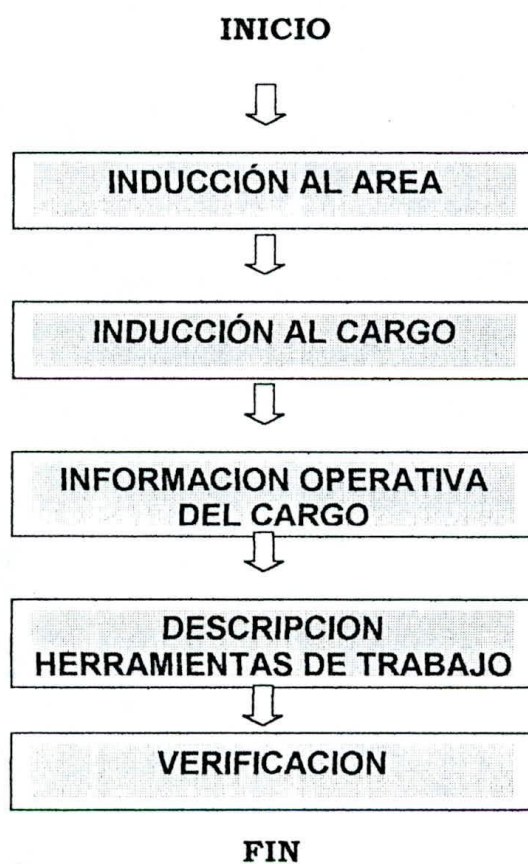 INICIO
INDUCCIÓN AL AREA
INDUCCIÓN AL CARGO
INFORMACION OPERATIVA
DEL CARGO
DESCRIPCION
HERRAMIENTAS DE TRABAJO
VERIFICACION
FIN